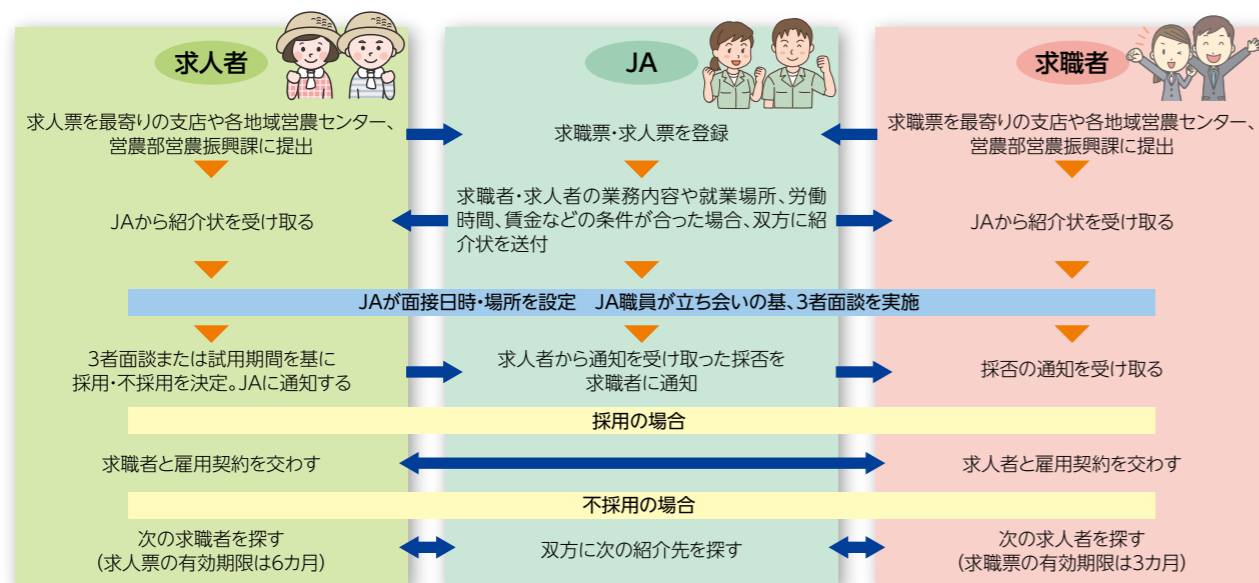 求人者
JA
求職者
求人票を最寄りの支店や各地域営農センター、
営農部営農振興課に提出
求職票・求人票を登録
求職票を最寄りの支店や各地域営農センター、
営農部営農振興課に提出
JAから紹介状を受け取る
求職者・求人者の業務内容や就業場所、労働
時間、賃金などの条件が合った場合、双方に紹
介状を送付
JAから紹介状を受け取る
JAが面接日時・場所を設定　JA職員が立ち会いの基、3者面談を実施
3者面談または試用期間を基に
採用・不採用を決定。JAに通知する
求人者から通知を受け取った採否を
求職者に通知
採否の通知を受け取る
採用の場合
求職者と雇用契約を交わす
求人者と雇用契約を交わす
不採用の場合
次の求職者を探す
(求人票の有効期限は6カ月)
双方に次の紹介先を探す
次の求人者を探す
(求職票の有効期限は3カ月)